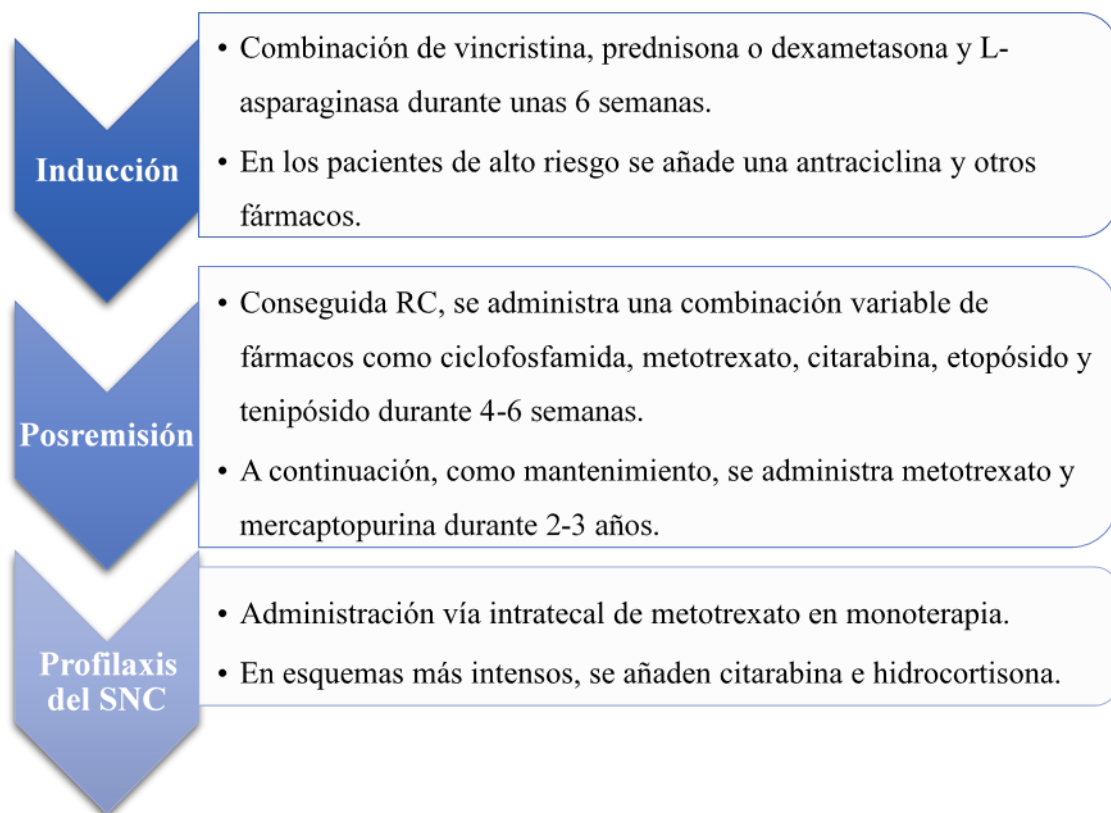 Inducción
• Combinación de vincristina, prednisona o dexametasona y L-
asparaginasa durante unas 6 semanas.
• En los pacientes de alto riesgo se añade una antraciclina y otros
fármacos.
Posremisión
• Conseguida RC, se administra una combinación variable de
fármacos como ciclofosfamida, metotrexato, citarabina, etopósido y
tenipósido durante 4-6 semanas.
• A continuación, como mantenimiento, se administra metotrexato y
mercaptopurina durante 2-3 años.
Profilaxis
del SNC
• Administración vía intratecal de metotrexato en monoterapia.
• En esquemas más intensos, se añaden citarabina e hidrocortisona.